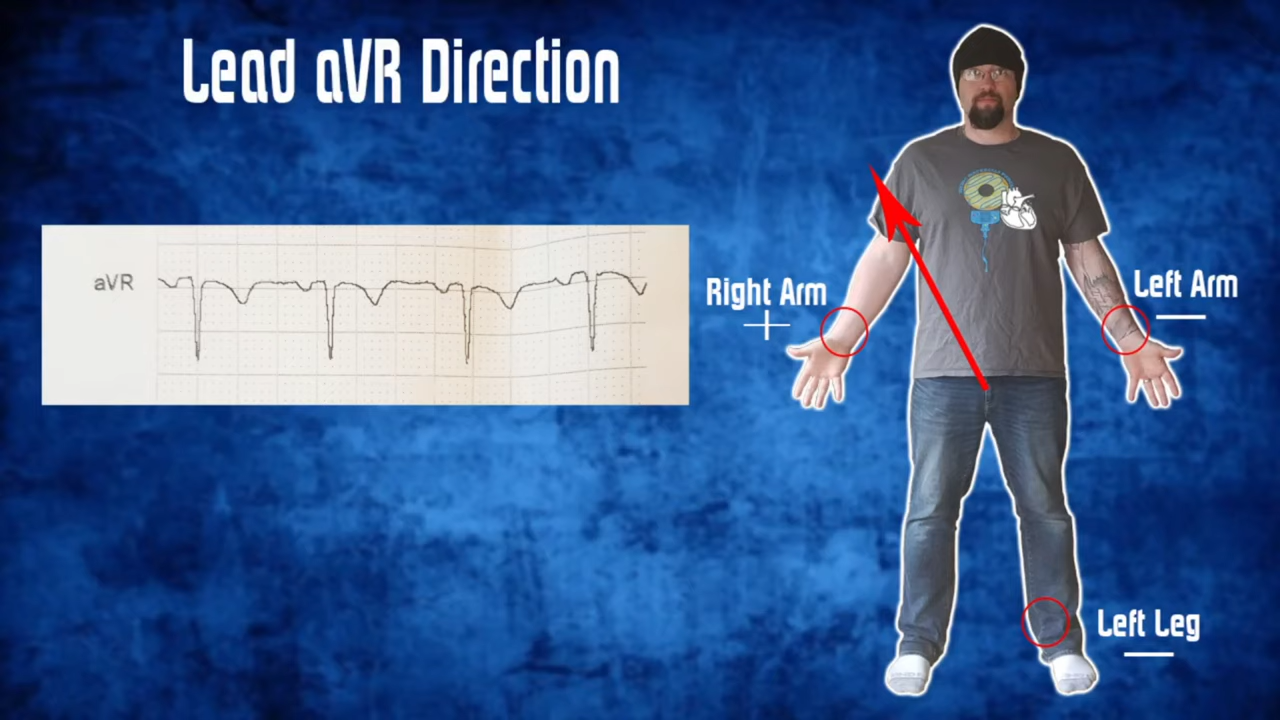 Lead aVR Direction
aVR
Right Arm
+
Left Arm
—
Left Leg
—